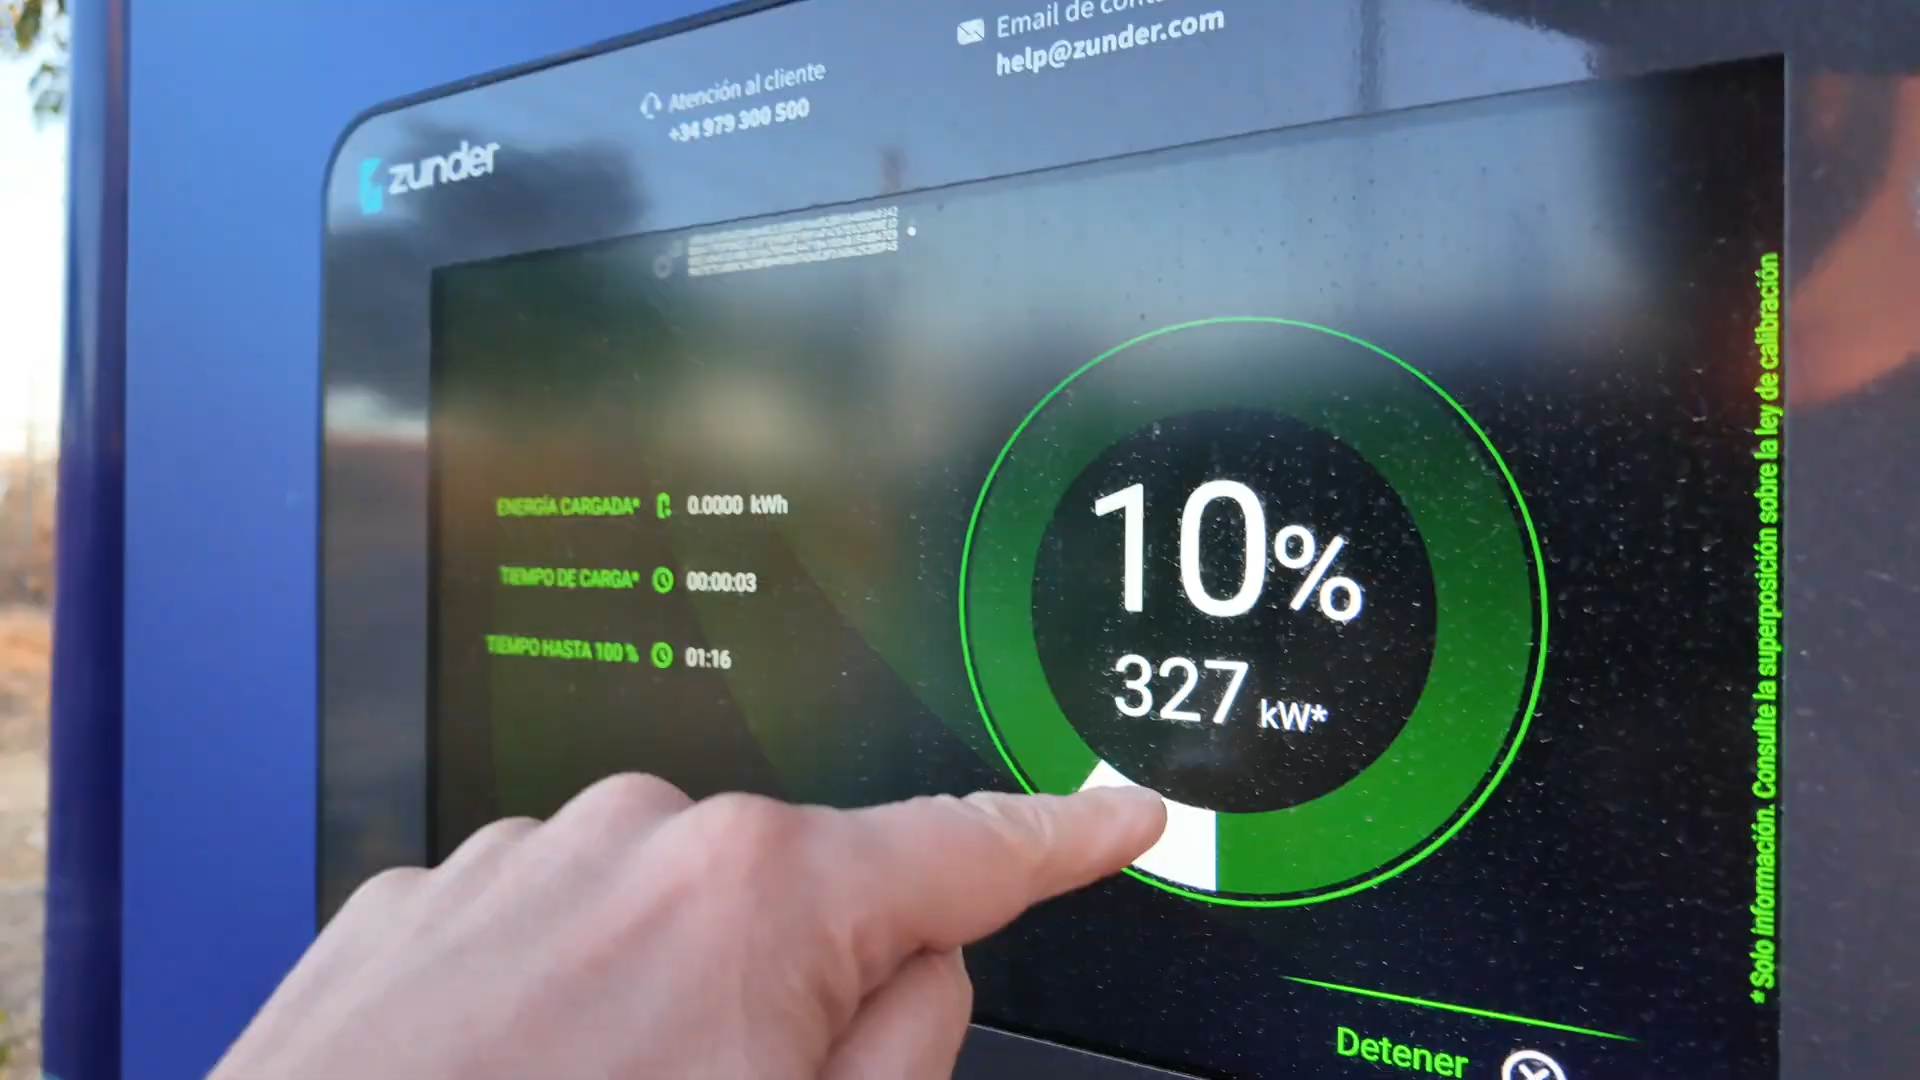 zunder
Atención al cliente
+34 979 300 500
Email de
help@zunder.com
ENERGÍA CARGADA* 0.0000 kWh
TIEMPO DE CARGA* 00:00:03
TIEMPO HASTA 100 % 01:16
10%
327 kW*
Detener
*Solo información. Consulte la superposición sobre la ley de calibración